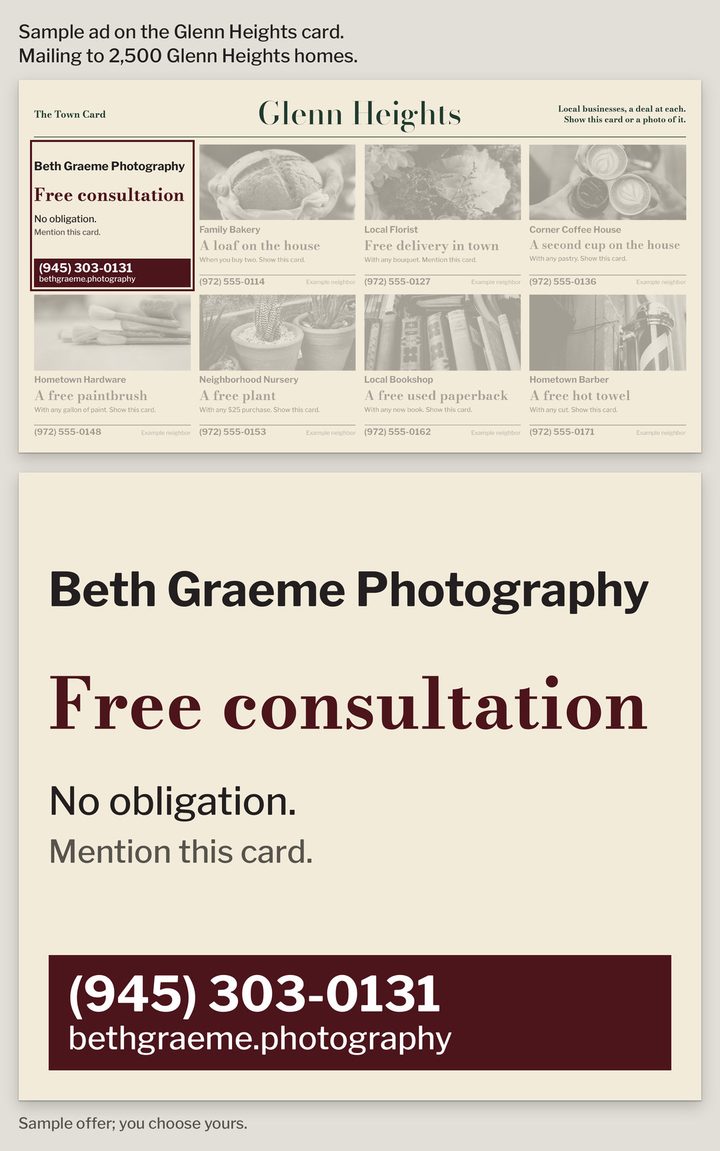 Sample ad on the Glenn Heights card.
Mailing to 2,500 Glenn Heights homes.
The Town Card
Glenn Heights
Local businesses, a deal at each.
Show this card or a photo of it.
Beth Graeme Photography
Free consultation
No obligation.
Mention this card.
(945) 303-0131
bethgraeme.photography
Family Bakery
A loaf on the house
When you buy two. Show this card.
(972) 555-0114 Example neighbor
Local Florist
Free delivery in town
With any bouquet. Mention this card.
(972) 555-0127 Example neighbor
Corner Coffee House
A second cup on the house
With any pastry. Show this card.
(972) 555-0136 Example neighbor
Hometown Hardware
A free paintbrush
With any gallon of paint. Show this card.
(972) 555-0148 Example neighbor
Neighborhood Nursery
A free plant
With any $25 purchase. Show this card.
(972) 555-0153 Example neighbor
Local Bookshop
A free used paperback
With any new book. Show this card.
(972) 555-0162 Example neighbor
Hometown Barber
A free hot towel
With any cut. Show this card.
(972) 555-0171 Example neighbor
Beth Graeme Photography
Free consultation
No obligation.
Mention this card.
(945) 303-0131
bethgraeme.photography
Sample offer; you choose yours.